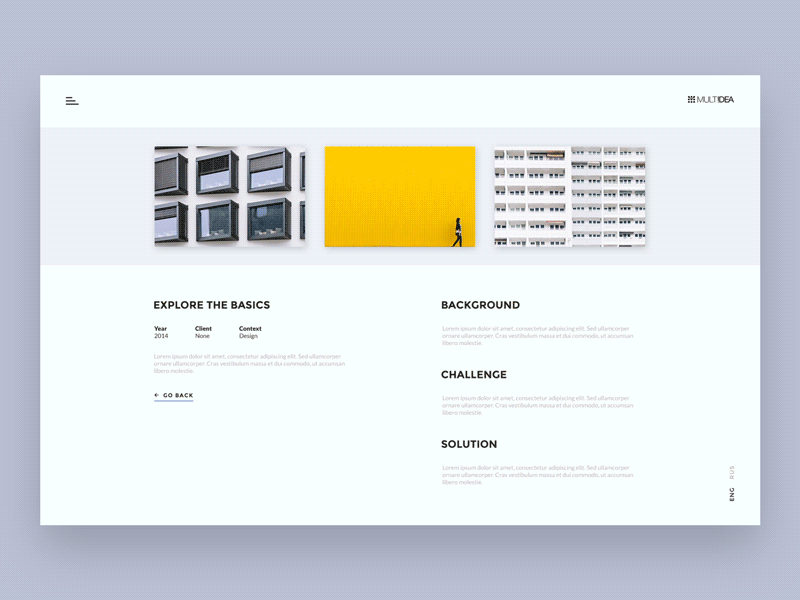 MULTIDEA
EXPLORE THE BASICS
Year Client Context
2014 None Design
Lorem ipsum dolor sit amet, consectetur adipiscing elit. Sed ullamcorper
ornare ullamcorper. Cras vestibulum massa et dui commodo, ut accumsan
libero molestie.
← GO BACK
BACKGROUND
Lorem ipsum dolor sit amet, consectetur adipiscing elit. Sed ullamcorper
ornare ullamcorper. Cras vestibulum massa et dui commodo, ut accumsan
libero molestie.
CHALLENGE
Lorem ipsum dolor sit amet, consectetur adipiscing elit. Sed ullamcorper
ornare ullamcorper. Cras vestibulum massa et dui commodo, ut accumsan
libero molestie.
SOLUTION
Lorem ipsum dolor sit amet, consectetur adipiscing elit. Sed ullamcorper
ornare ullamcorper. Cras vestibulum massa et dui commodo, ut accumsan
libero molestie.
ENG RUS